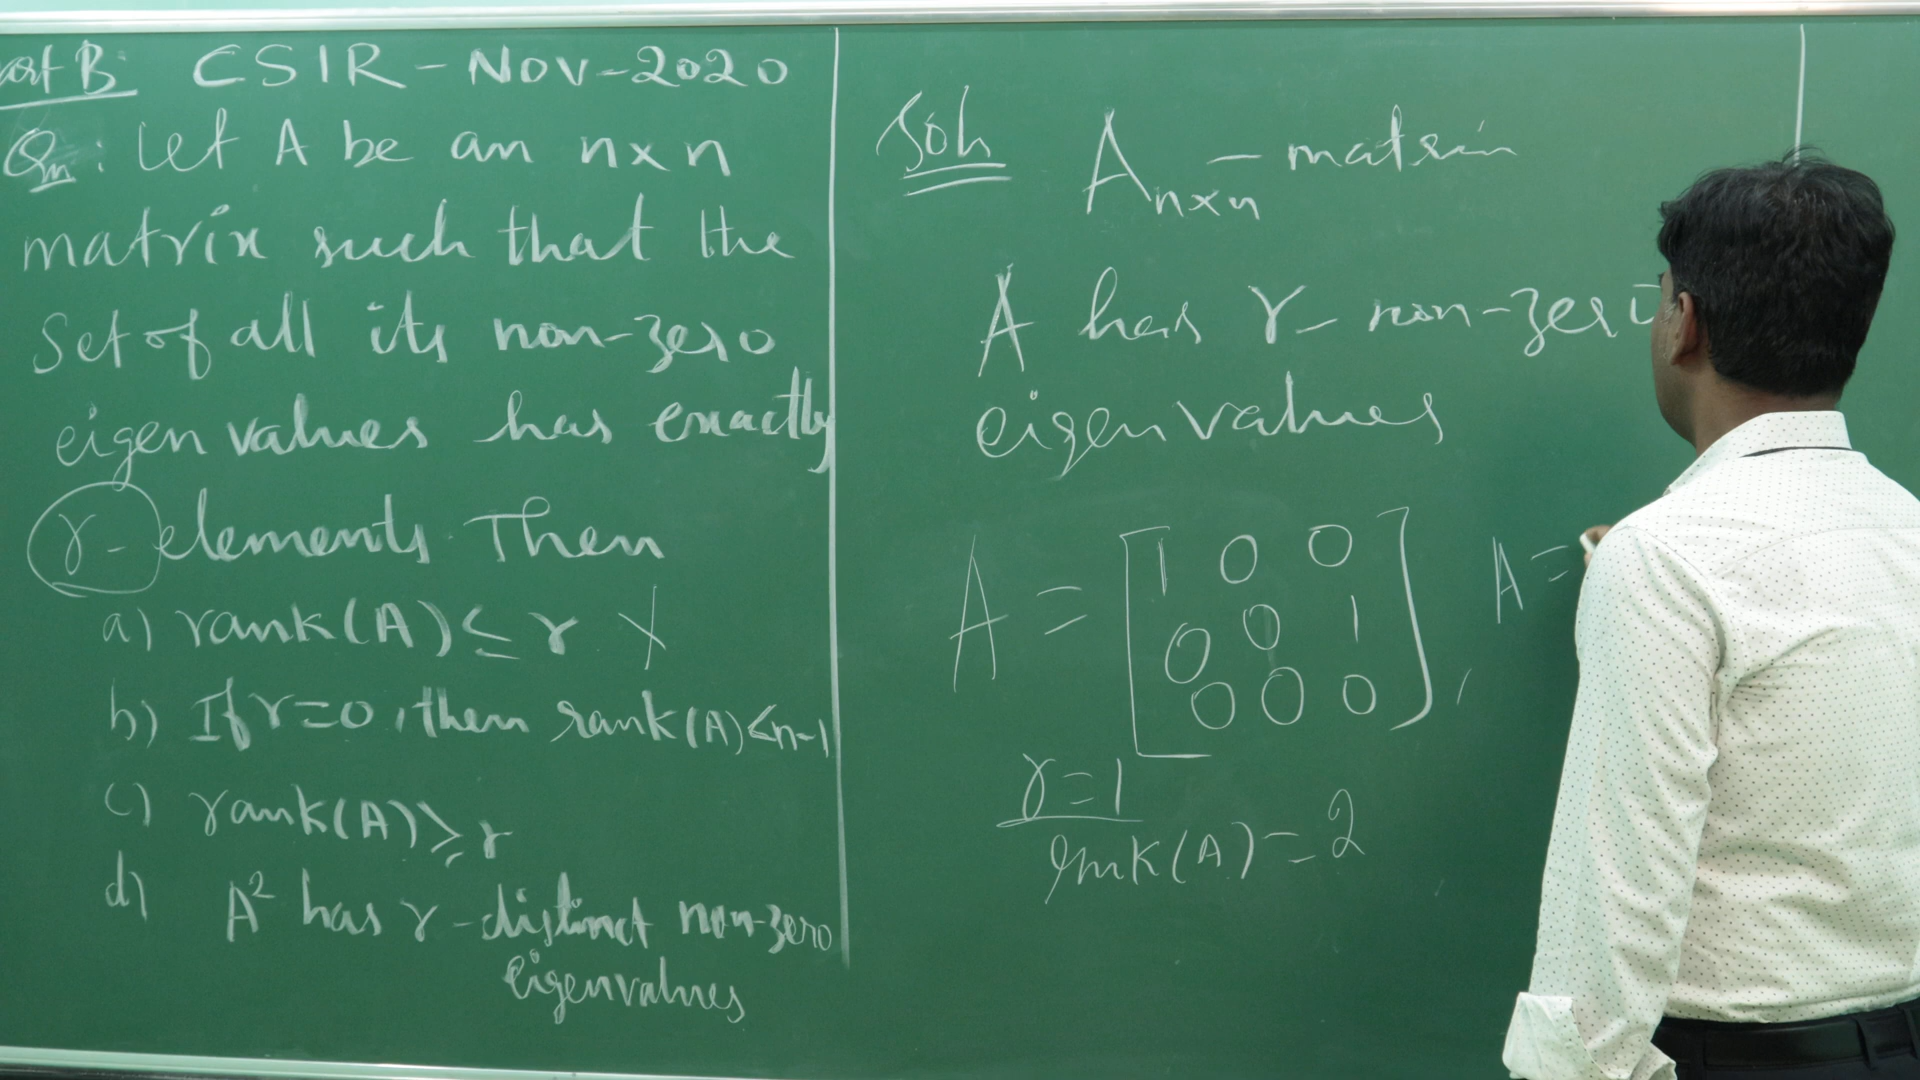 Part B: CSIR - NOV - 2020
Qn: Let A be an n×n
matrix such that the
Set of all its non-zero
eigen values has exactly
r - elements. Then
a) rank(A) ≤ r X
b) If r=0, then rank(A)<n-1
c) rank(A) ≥ r
d) A² has r - distinct non-zero
eigenvalues
Soln
A n×n - matrix
A has r - non-zero
eigenvalues
A = [ 1 0 0
0 0 1
0 0 0 ] , A =
r = 1
rank(A) = 2